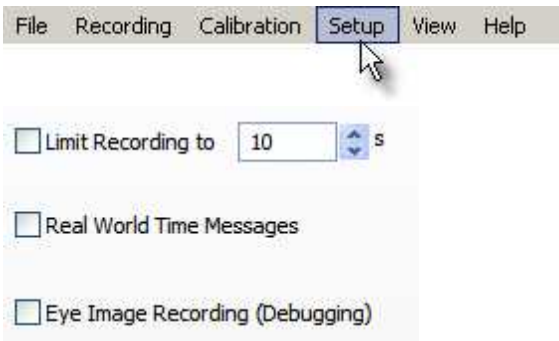 File Recording Calibration Setup View Help
Limit Recording to 10 s
Real World Time Messages
Eye Image Recording (Debugging)